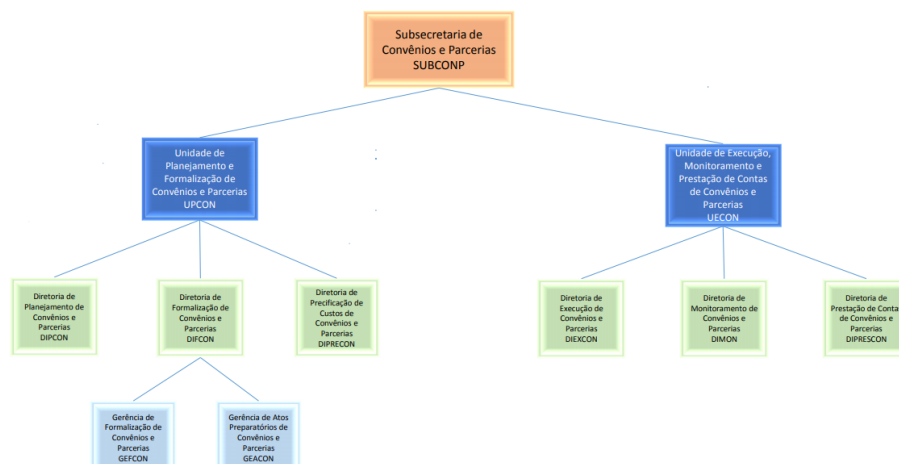 Subsecretaria de
Convênios e Parcerias
SUBCONP
Unidade de
Planejamento e
Formalização de
Convênios e Parcerias
UPCON
Unidade de Execução,
Monitoramento e
Prestação de Contas
de Convênios e
Parcerias
UECON
Diretoria de
Planejamento de
Convênios e
Parcerias
DIPCON
Diretoria de
Formalização de
Convênios e
Parcerias
DIFCON
Diretoria de
Precificação de
Custos de
Convênios e
Parcerias
DIPRECON
Diretoria de
Execução de
Convênios e
Parcerias
DIEXCON
Diretoria de
Monitoramento de
Convênios e
Parcerias
DIMON
Diretoria de
Prestação de Contas
de Convênios e
Parcerias
DIPRESCON
Gerência de
Formalização de
Convênios e
Parcerias
GEFCON
Gerência de Atos
Preparatórios de
Convênios e
Parcerias
GEACON